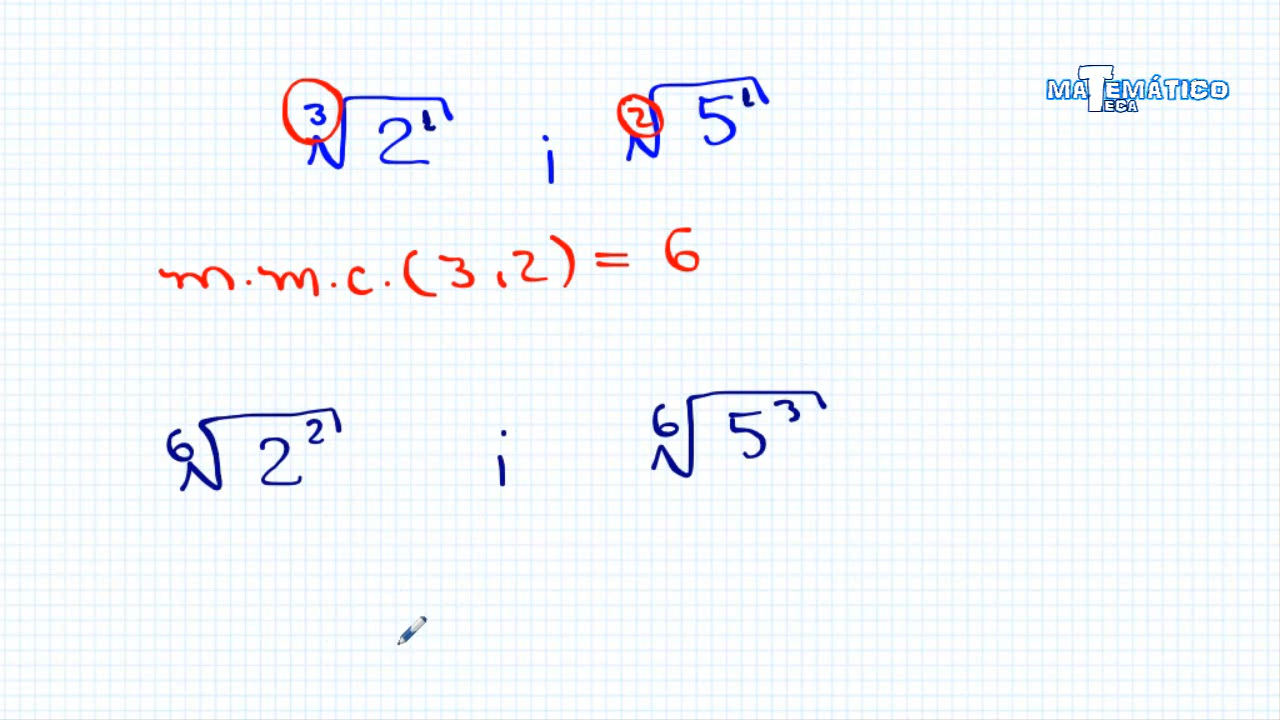 MATEMÁTICO
TECA
³√2¹ i ²√5¹
m.m.c.(3,2) = 6
⁶√2² i ⁶√5³